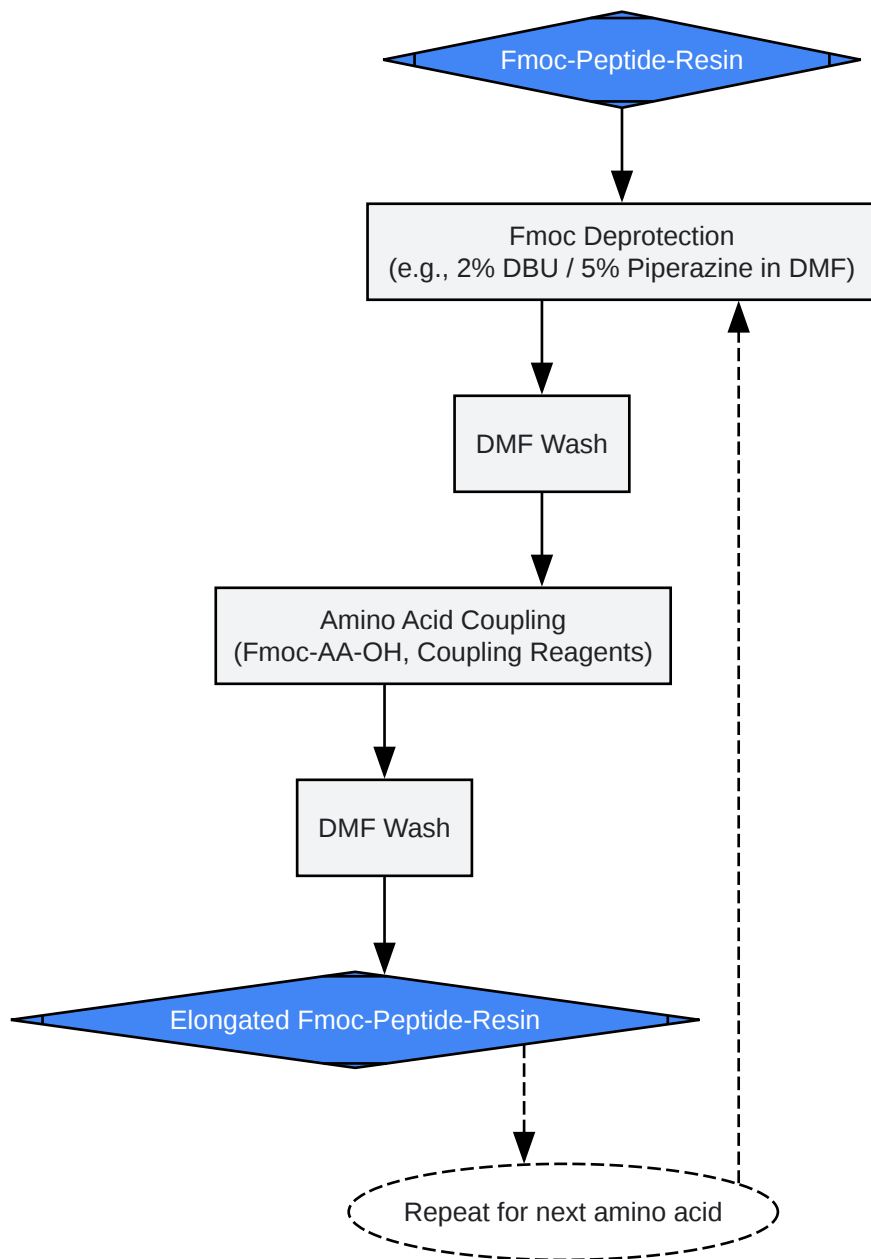 Fmoc-Peptide-Resin
Fmoc Deprotection
(e.g., 2% DBU / 5% Piperazine in DMF)
DMF Wash
Amino Acid Coupling
(Fmoc-AA-OH, Coupling Reagents)
DMF Wash
Elongated Fmoc-Peptide-Resin
Repeat for next amino acid